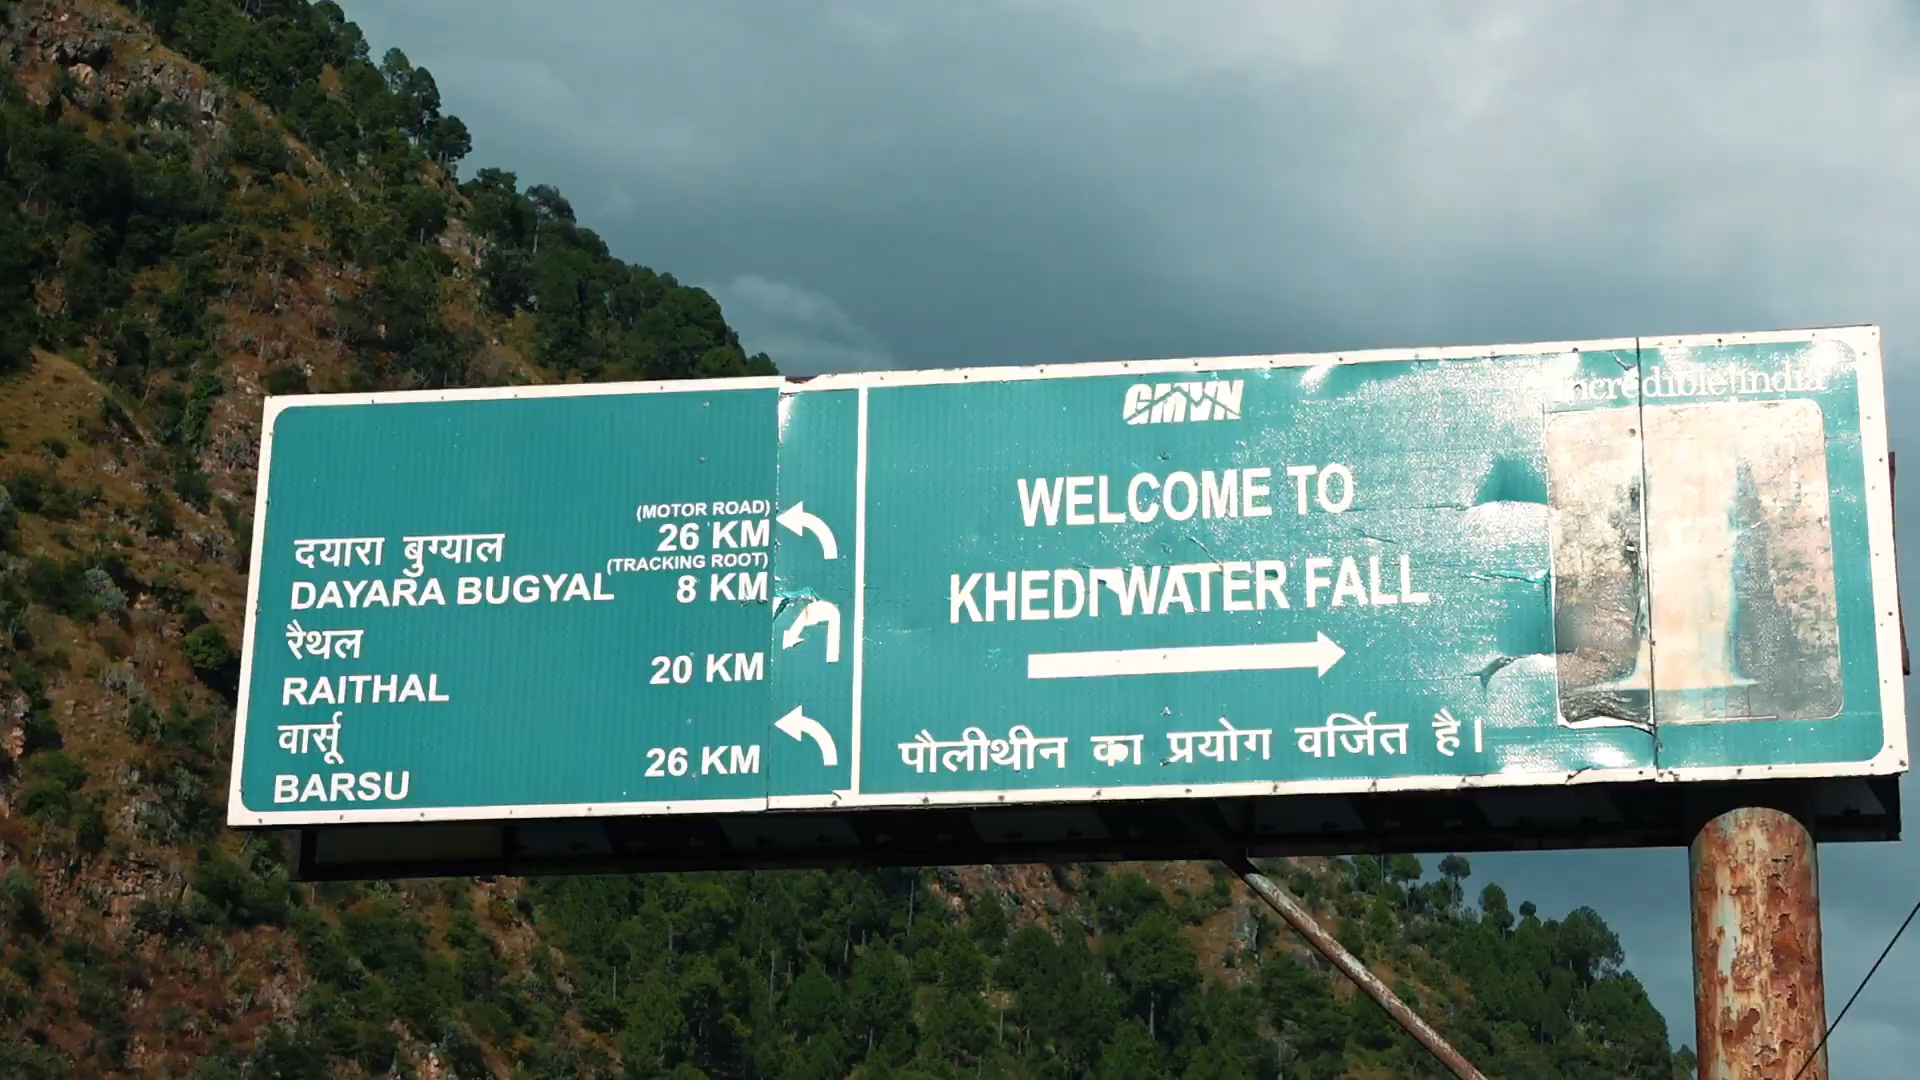 (MOTOR ROAD)
दयारा बुग्याल 26 KM
(TRACKING ROOT)
DAYARA BUGYAL 8 KM
रैथल
RAITHAL 20 KM
वार्सू
BARSU 26 KM
GMVN
WELCOME TO
KHEDI WATER FALL
पौलीथीन का प्रयोग वर्जित है।
incredible!india